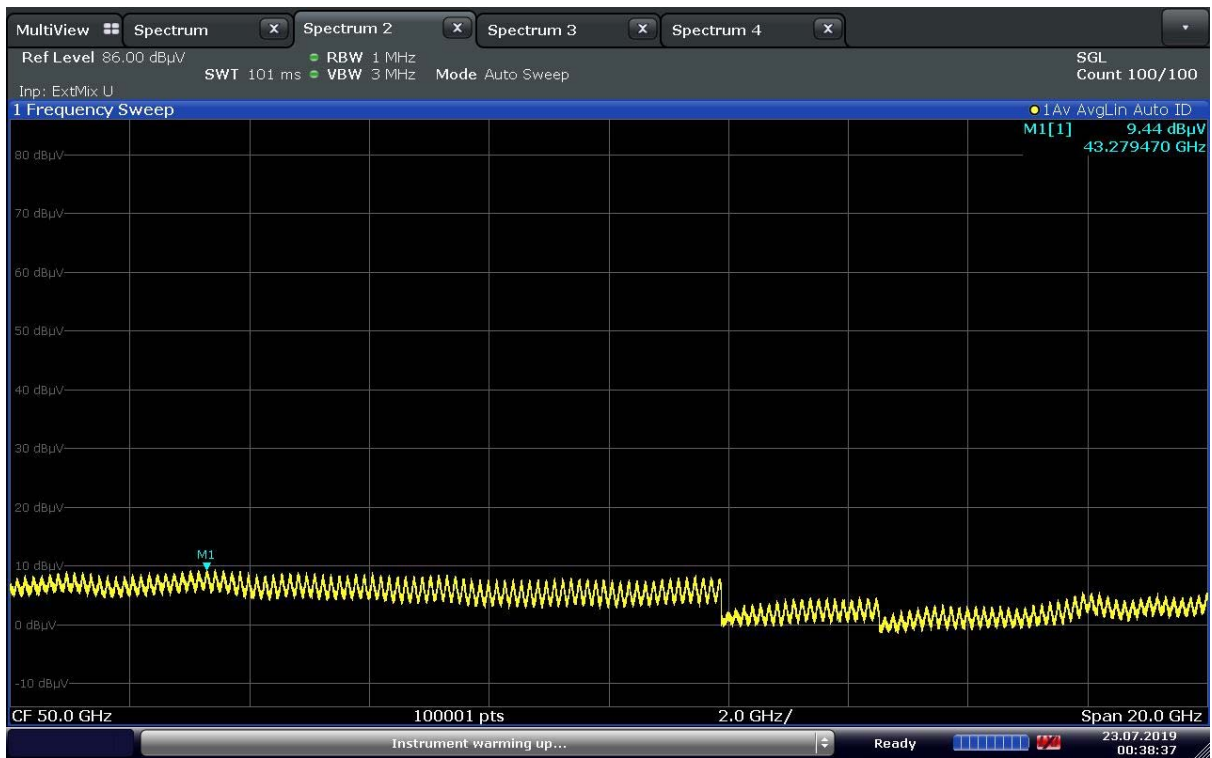 MultiView Spectrum X Spectrum 2 X Spectrum 3 X Spectrum 4 X
Ref Level 86.00 dBµV RBW 1 MHz SGL
SWT 101 ms VBW 3 MHz Mode Auto Sweep Count 100/100
Inp: ExtMix U
1 Frequency Sweep 1Av AvgLin Auto ID
M1[1] 9.44 dBµV
43.279470 GHz
80 dBµV
70 dBµV
60 dBµV
50 dBµV
40 dBµV
30 dBµV
20 dBµV
M1
10 dBµV
0 dBµV
-10 dBµV
CF 50.0 GHz 100001 pts 2.0 GHz/ Span 20.0 GHz
Instrument warming up... Ready 23.07.2019
00:38:37